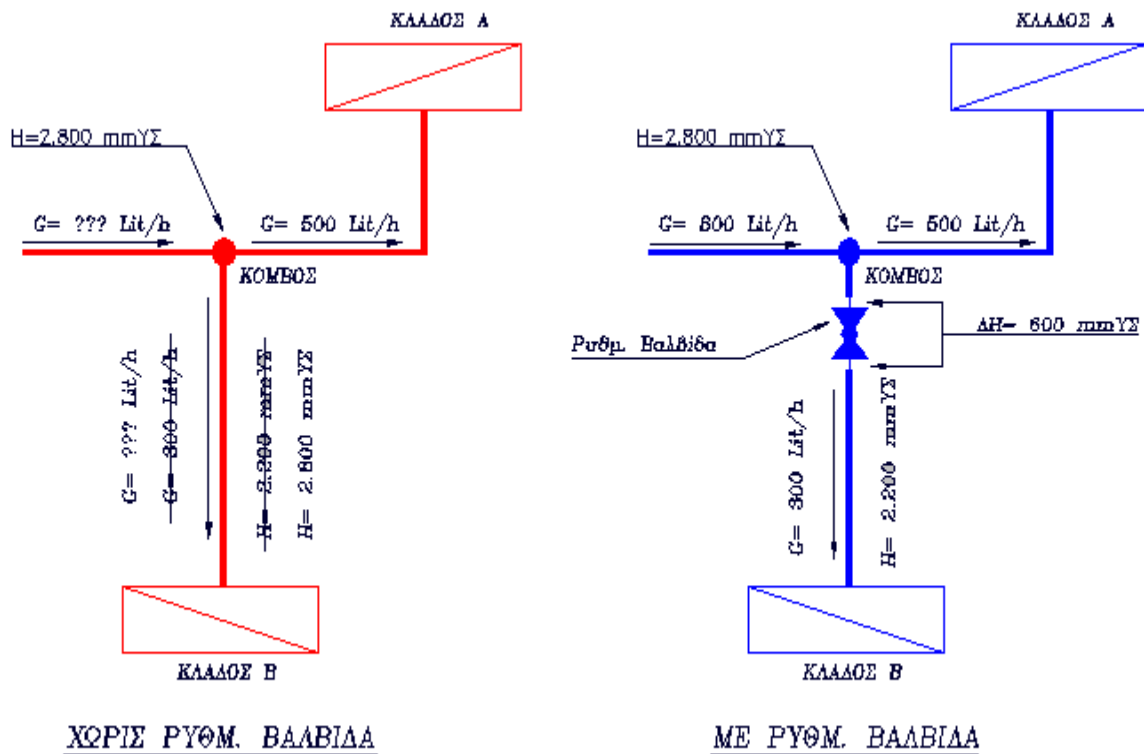 ΚΛΑΔΟΣ Α
H=2.800 mmΥΣ
G= ??? Lit/h
G= 500 Lit/h
ΚΟΜΒΟΣ
G= ??? Lit/h
G= 300 Lit/h
H= 2.200 mmΥΣ
H= 2.800 mmΥΣ
ΚΛΑΔΟΣ Β
ΧΩΡΙΣ ΡΥΘΜ. ΒΑΛΒΙΔΑ
ΚΛΑΔΟΣ Α
H=2.800 mmΥΣ
G= 800 Lit/h
G= 500 Lit/h
ΚΟΜΒΟΣ
Ρυθμ. Βαλβίδα
ΔH= 600 mmΥΣ
G= 300 Lit/h
H= 2.200 mmΥΣ
ΚΛΑΔΟΣ Β
ΜΕ ΡΥΘΜ. ΒΑΛΒΙΔΑ